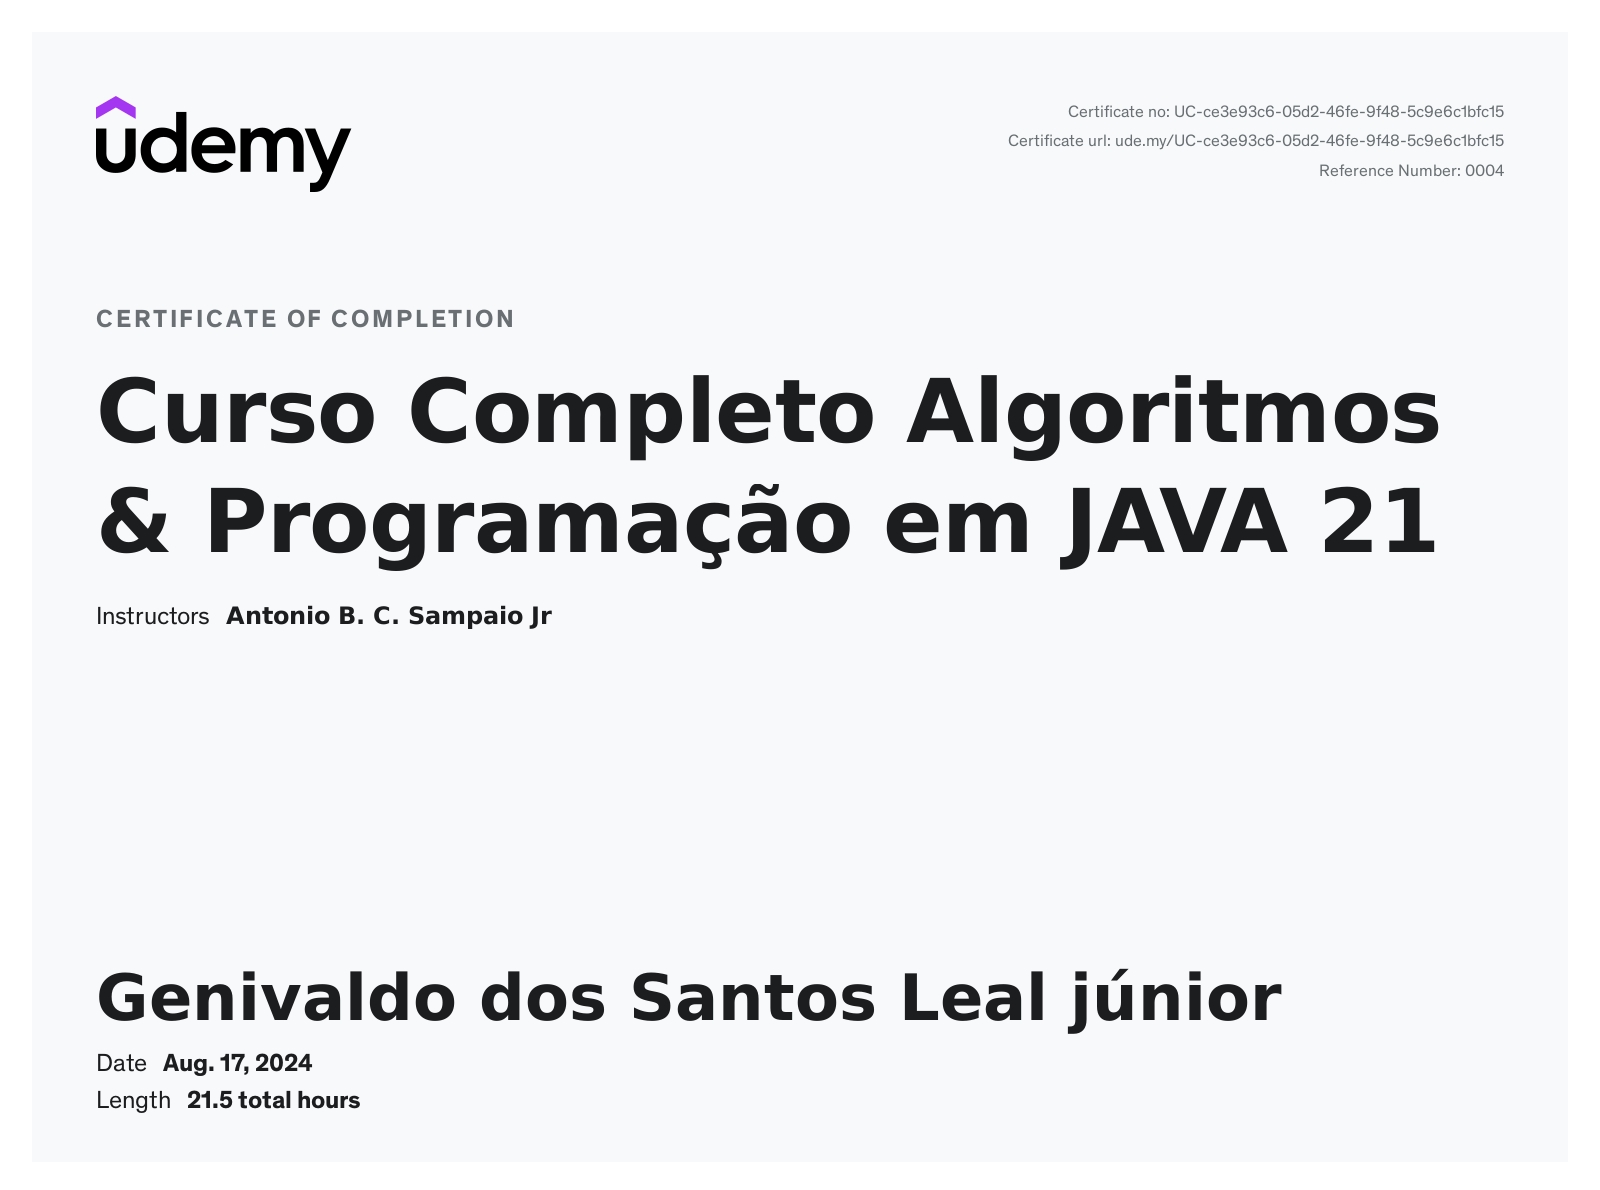 udemy
Certificate no: UC-ce3e93c6-05d2-46fe-9f48-5c9e6c1bfc15
Certificate url: ude.my/UC-ce3e93c6-05d2-46fe-9f48-5c9e6c1bfc15
Reference Number: 0004
CERTIFICATE OF COMPLETION
Curso Completo Algoritmos
& Programação em JAVA 21
Instructors Antonio B. C. Sampaio Jr
Genivaldo dos Santos Leal júnior
Date Aug. 17, 2024
Length 21.5 total hours